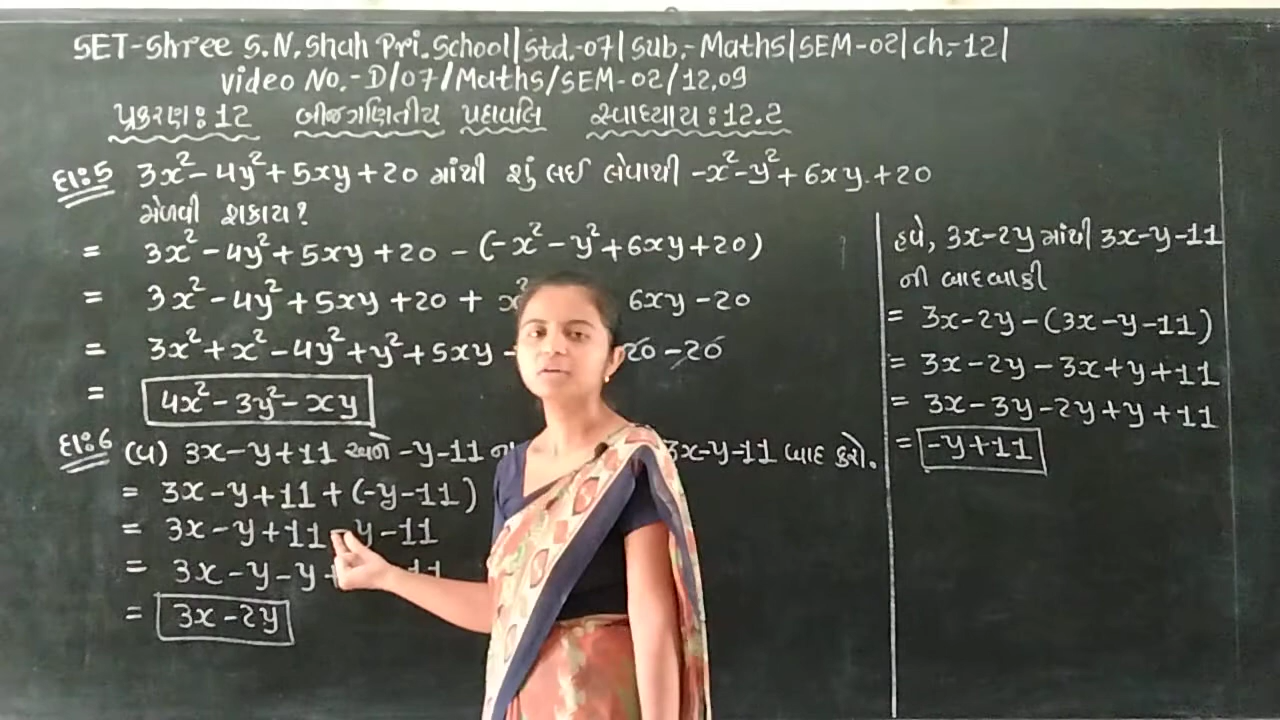 SET-Shree S.N.Shah Pri.School|Std.-07|Sub.-Maths|SEM-02|ch.-12|
Video No.-D/07/Maths/SEM-02/12.09
પ્રકરણ:12 બીજગણિતીય પદાવલિ સ્વાધ્યાય:12.2
દા:5 3x²-4y²+5xy+20 માંથી શું લઈ લેવાથી -x²-y²+6xy+20
મેળવી શકાય?
= 3x²-4y²+5xy+20-(-x²-y²+6xy+20)
= 3x²-4y²+5xy+20+x² 6xy-20
= 3x²+x²-4y²+y²+5xy- 20-20
= 4x²-3y²-xy
દા:6 (a) 3x-y+11 અને -y-11 ના 3x-y-11 બાદ કરો.
= 3x-y+11+(-y-11)
= 3x-y+11-y-11
= 3x-y-y+ 11
= 3x-2y
હવે, 3x-2y માંથી 3x-y-11
ની બાદબાકી
= 3x-2y-(3x-y-11)
= 3x-2y-3x+y+11
= 3x-3y-2y+y+11
= -y+11